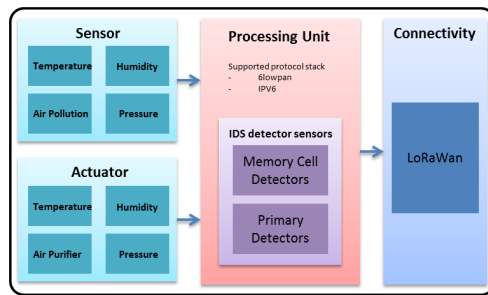 Sensor
Temperature
Humidity
Air Pollution
Pressure
Actuator
Temperature
Humidity
Air Purifier
Pressure
Processing Unit
Supported protocol stack
- 6lowpan
- IPV6
IDS detector sensors
Memory Cell
Detectors
Primary
Detectors
Connectivity
LoRaWan